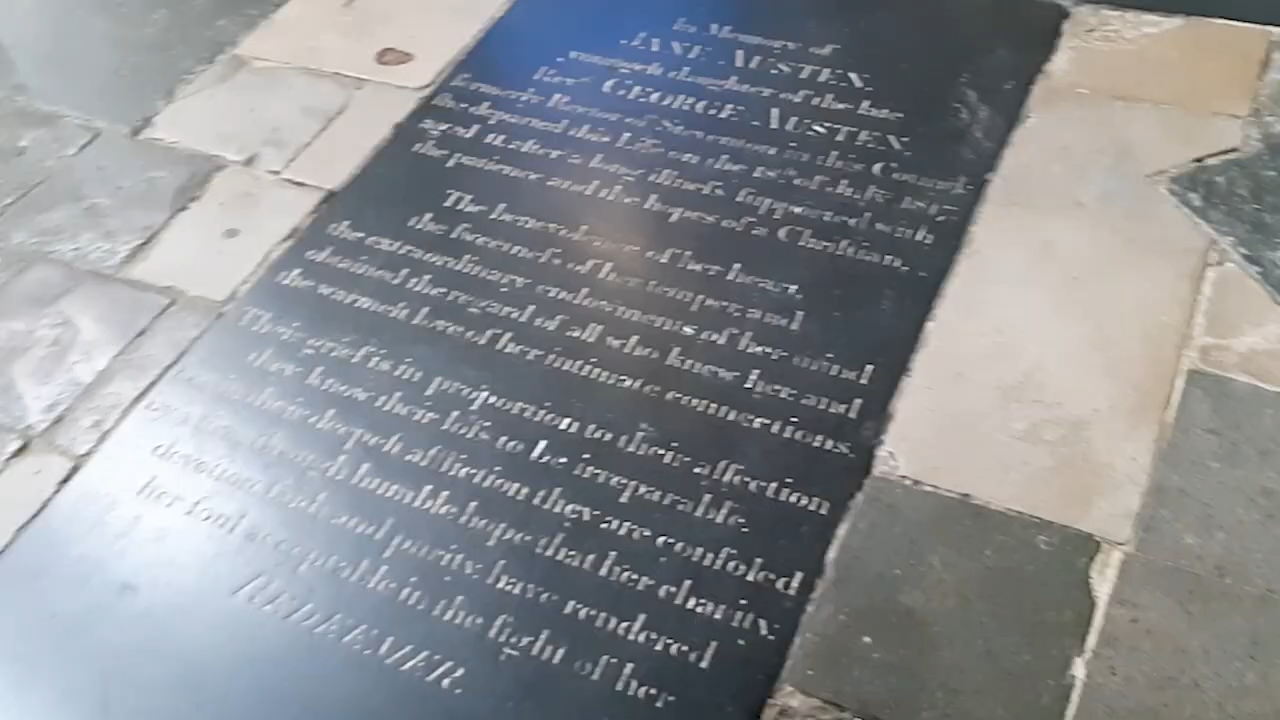 In Memory of
JANE AUSTEN,
youngest daughter of the late
Revd GEORGE AUSTEN,
formerly Rector of Steventon in this County
she departed this Life on the 18th of July 1817,
aged 41, after a long illneſs, ſupported with
the patience and the hopes of a Chriſtian.
The benevolence of her heart,
the ſweetneſs of her temper, and
the extraordinary endowments of her mind
obtained the regard of all who knew her and
the warmest love of her intimate connections.
Their grief is in proportion to their affection
they know their loſs to be irreparable,
but in their deepeſt affliction they are conſoled
by a firm though humble hope that her charity,
devotion, faith and purity, have rendered
her ſoul acceptable in the ſight of her
REDEEMER.